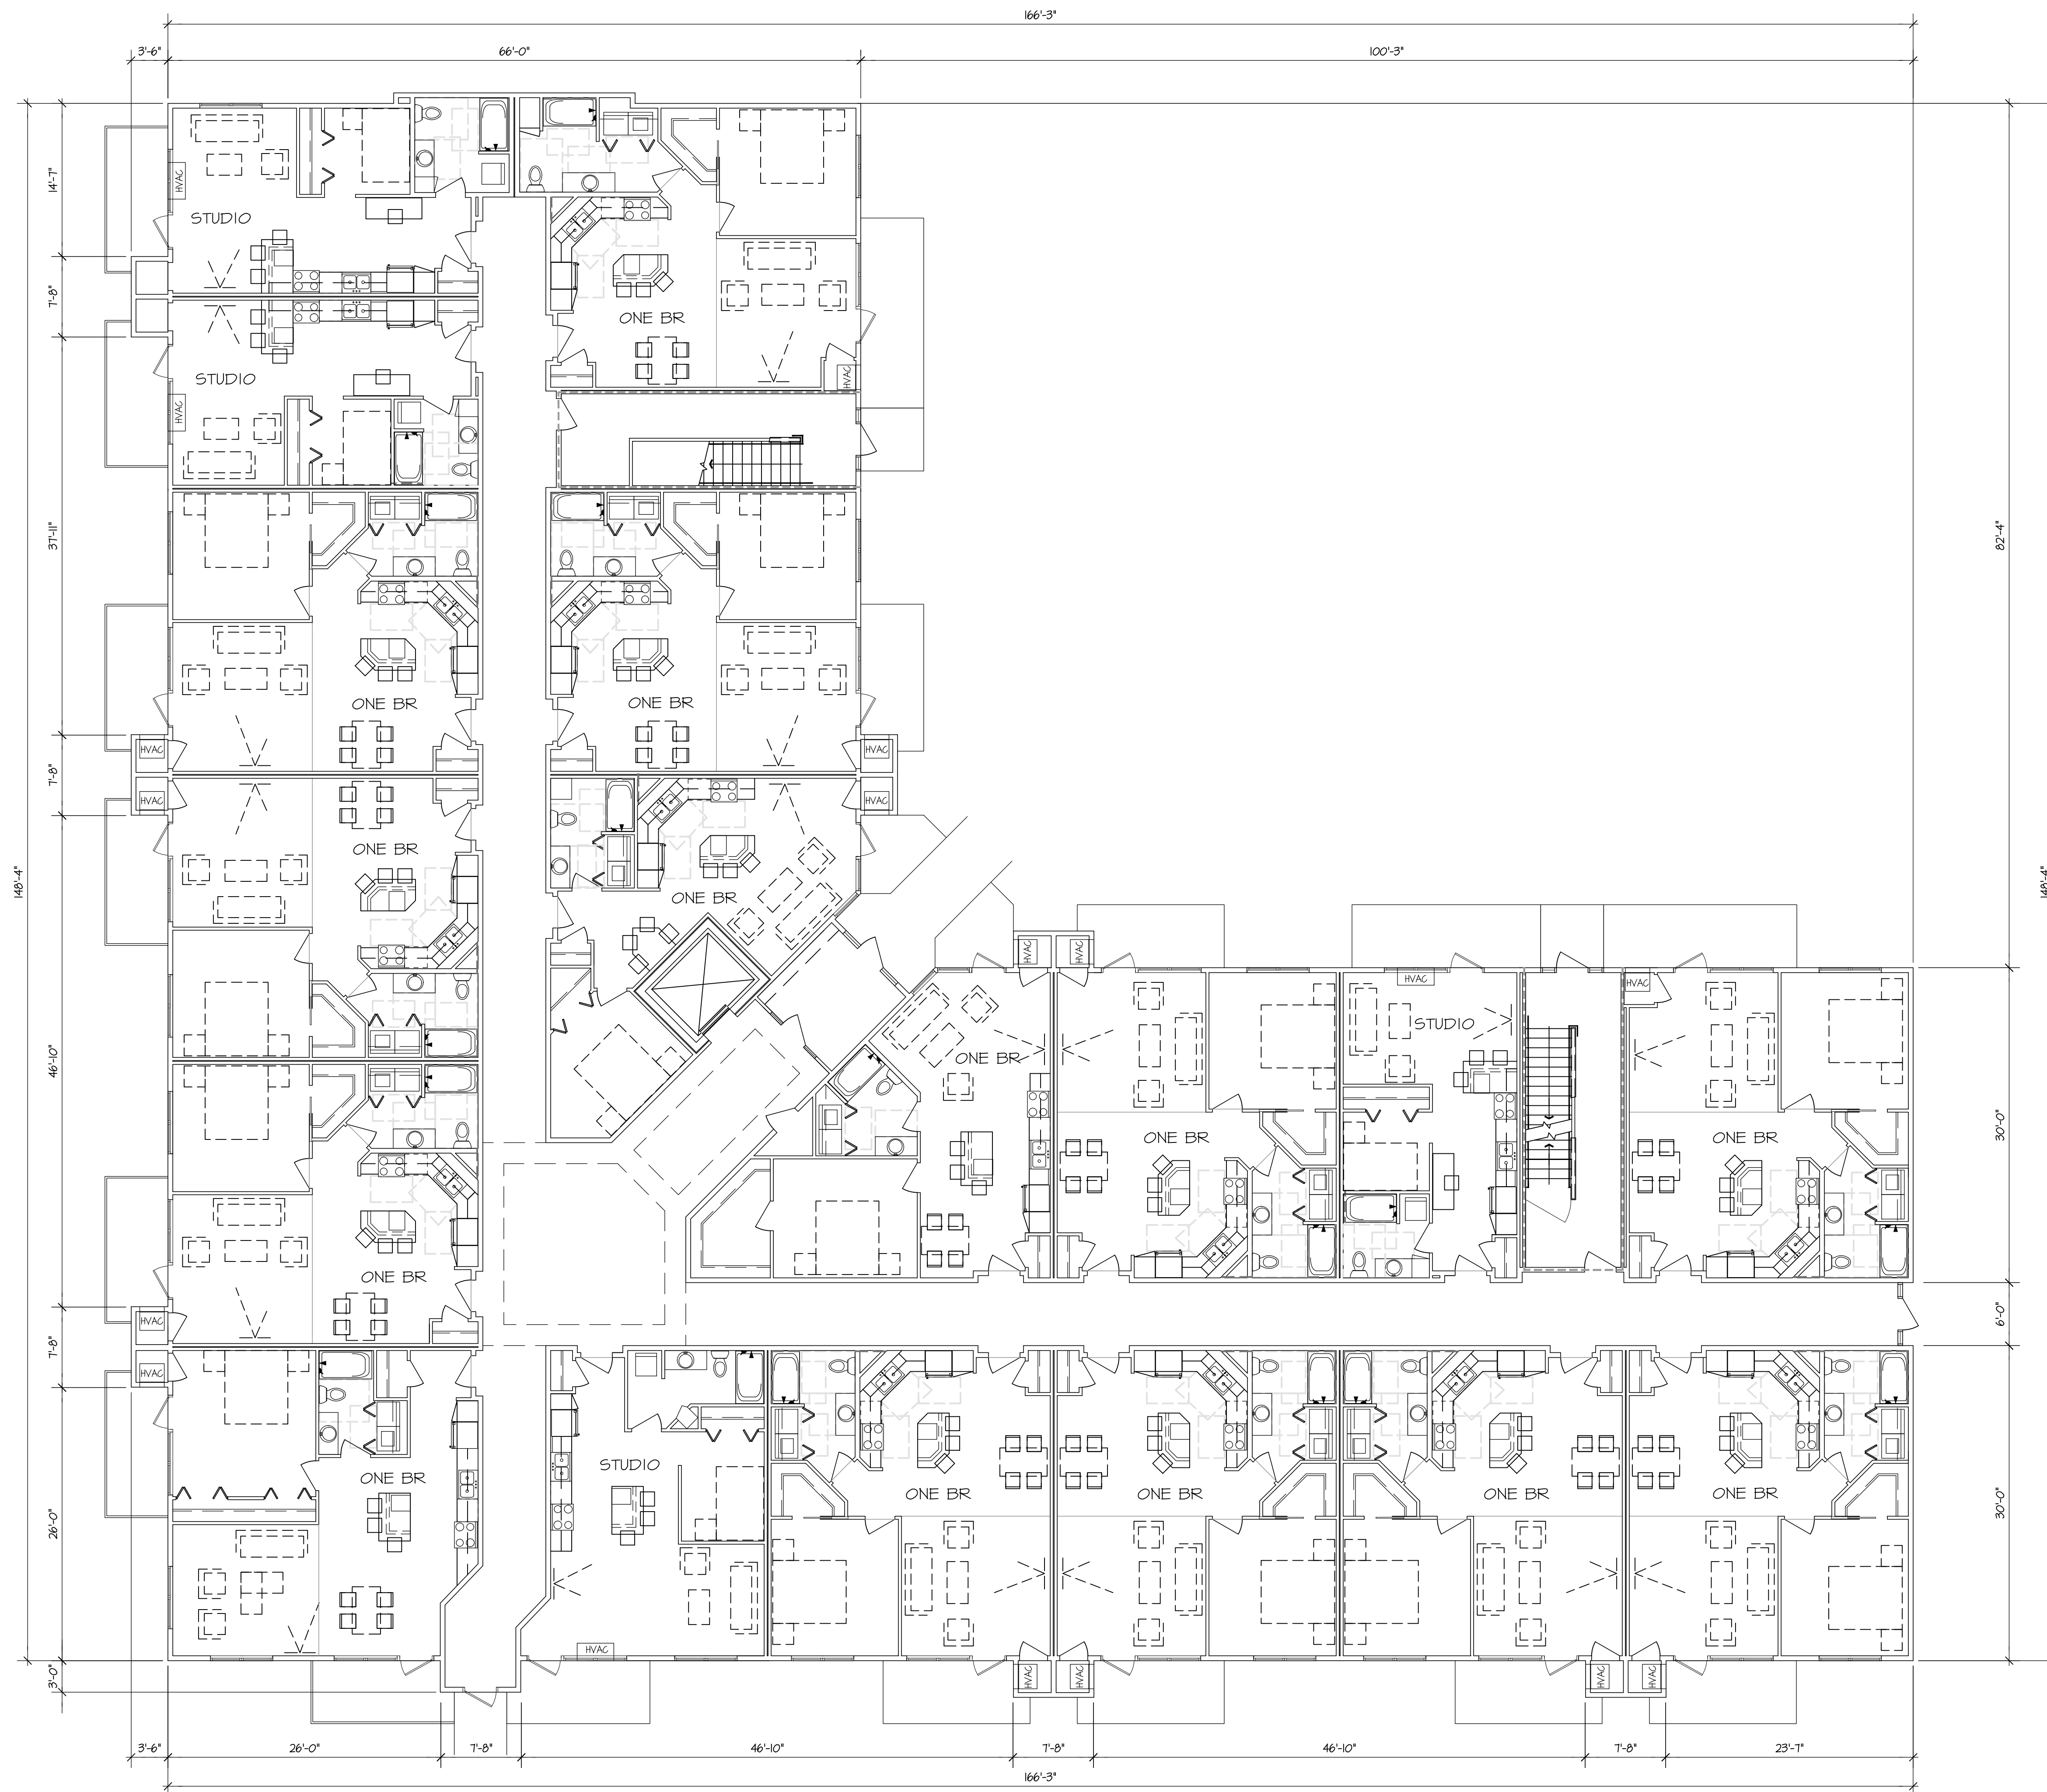 166'-3"
3'-6" 66'-0" 100'-3"
14'-7"
HVAC
STUDIO
7'-8"
ONE BR
STUDIO
HVAC
HVAC
37'-11"
82'-4"
ONE BR
ONE BR
HVAC
HVAC
7'-8"
HVAC
HVAC
ONE BR
148'-4"
148'-4"
ONE BR
HVAC
HVAC
HVAC
HVAC
STUDIO
46'-10"
ONE BR
30'-0"
ONE BR
ONE BR
ONE BR
HVAC
6'-0"
7'-8"
HVAC
ONE BR
STUDIO
ONE BR
ONE BR
ONE BR
ONE BR
26'-0"
30'-0"
HVAC
HVAC
HVAC
HVAC
HVAC
3'-0"
3'-6" 26'-0" 7'-8" 46'-10" 7'-8" 46'-10" 7'-8" 23'-7"
166'-3"